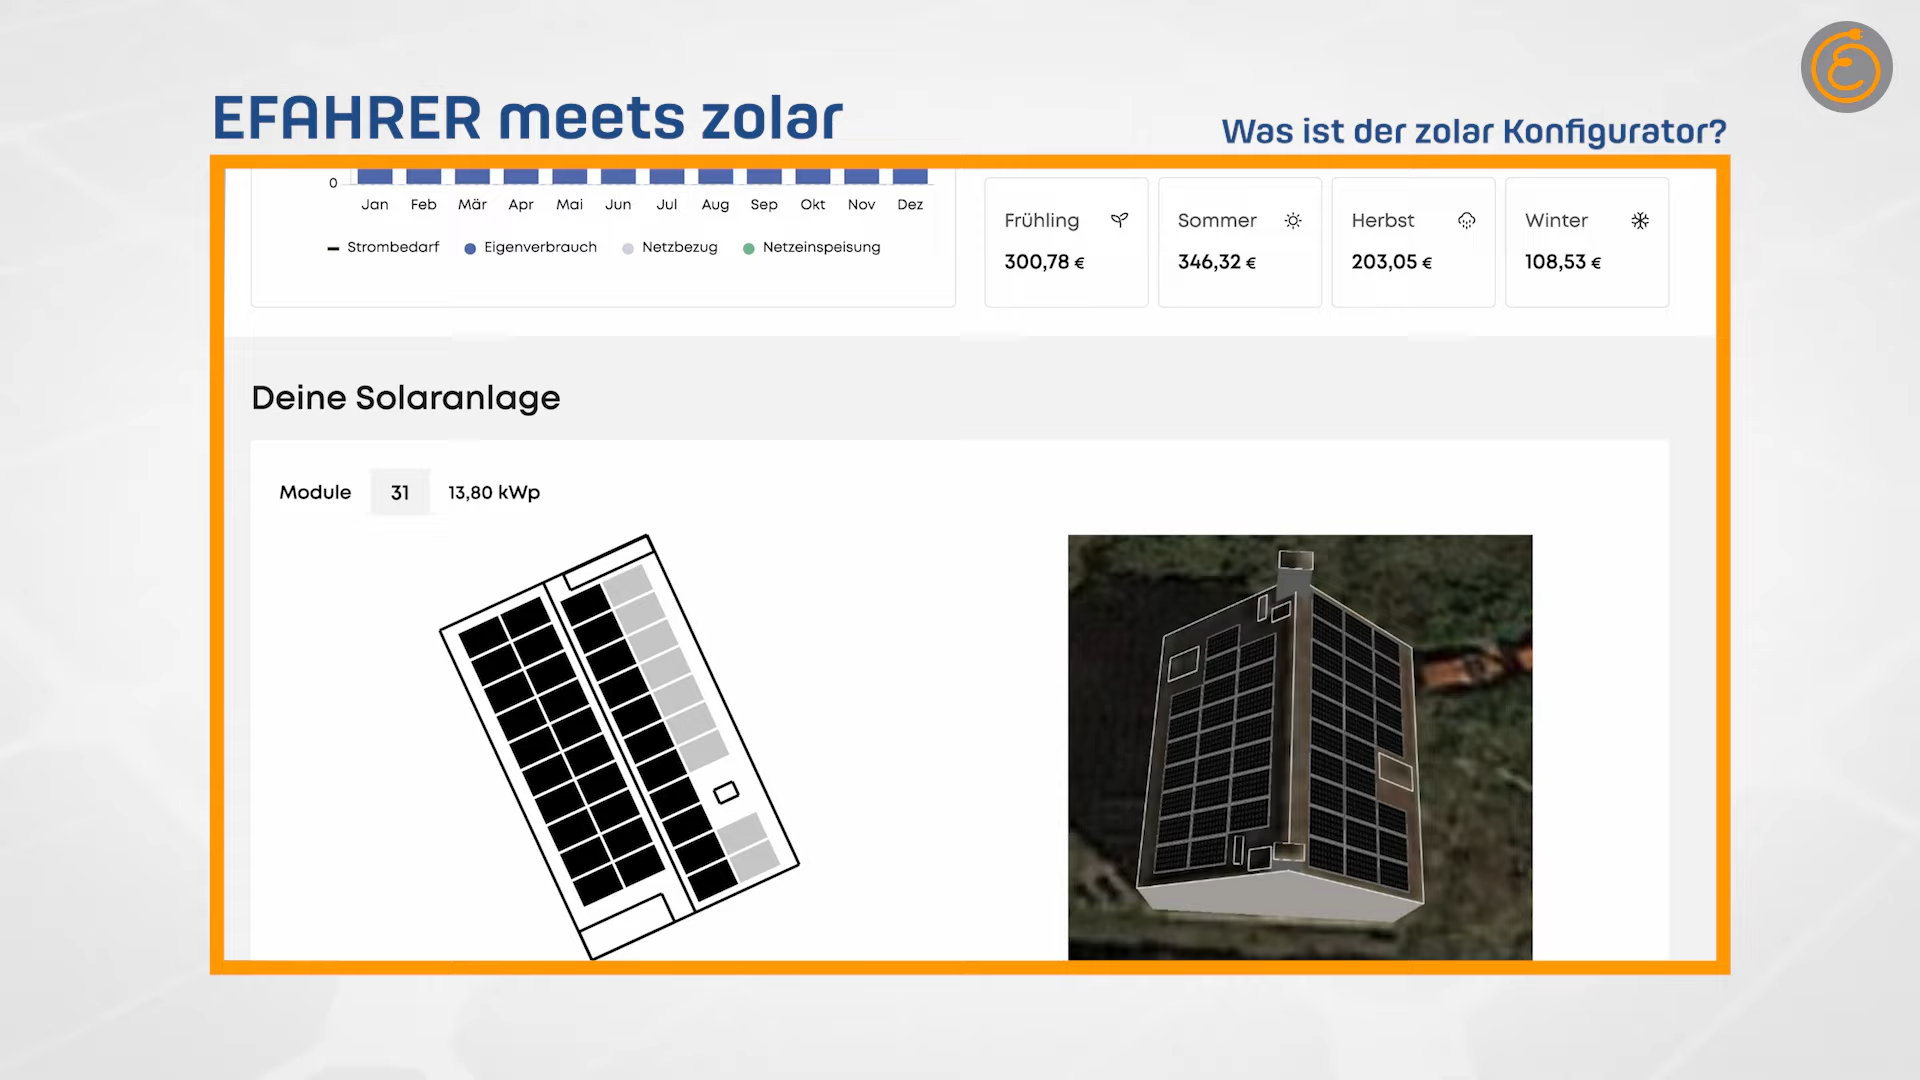 EFAHRER meets zolar
Was ist der zolar Konfigurator?
0
Jan Feb Mär Apr Mai Jun Jul Aug Sep Okt Nov Dez
Strombedarf Eigenverbrauch Netzbezug Netzeinspeisung
Frühling Sommer Herbst Winter
300,78 € 346,32 € 203,05 € 108,53 €
Deine Solaranlage
Module 31 13,80 kWp